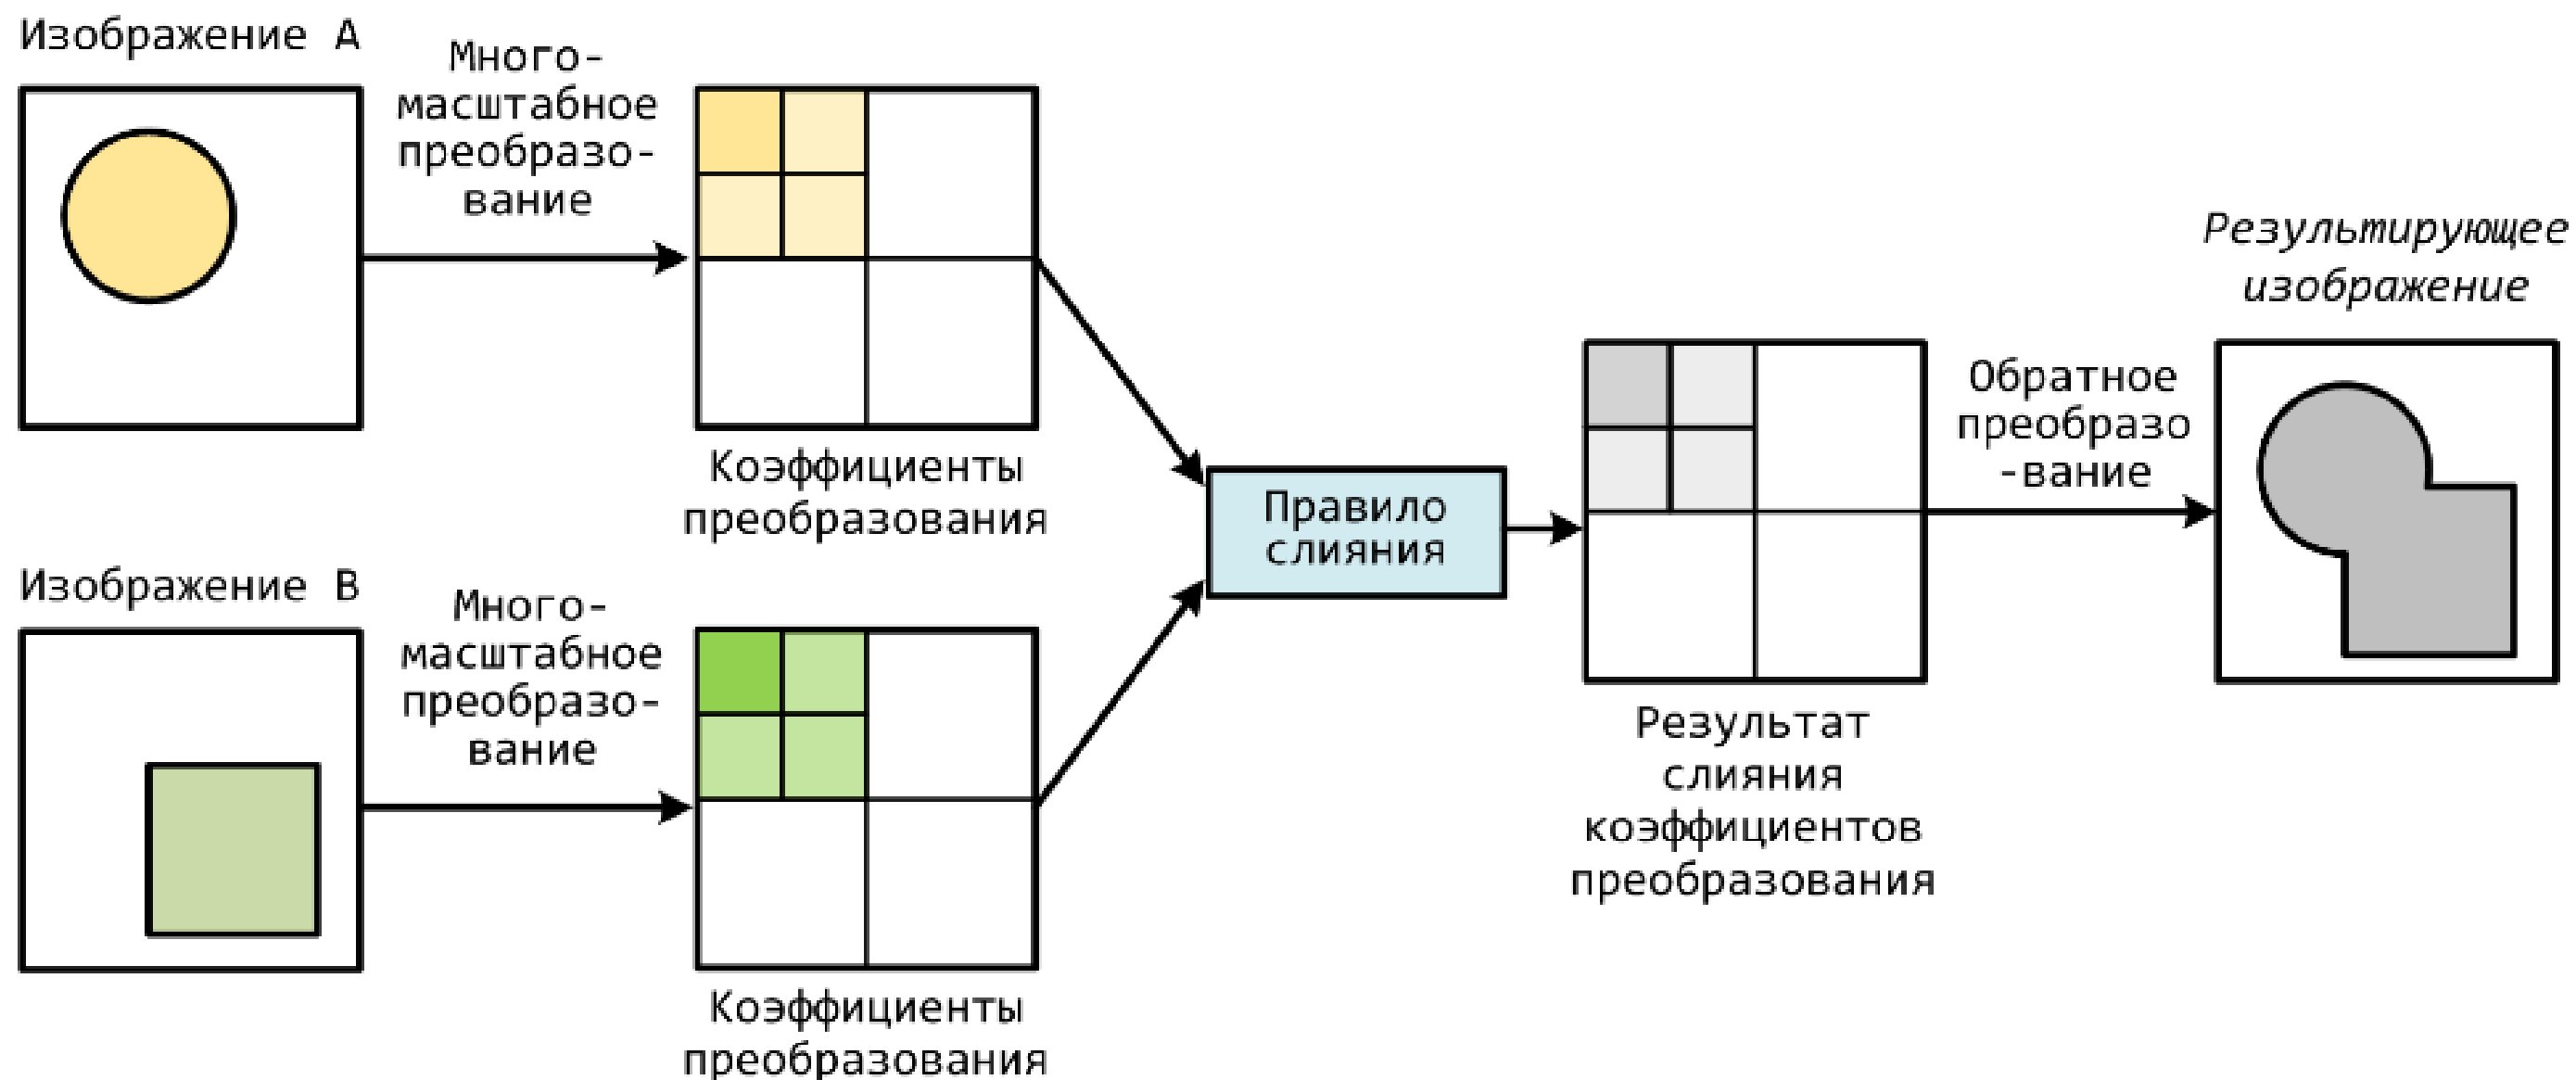 Изображение A
Много-
масштабное
преобразо-
вание
Коэффициенты
преобразования
Изображение B
Много-
масштабное
преобразо-
вание
Коэффициенты
преобразования
Правило
слияния
Результат
слияния
коэффициентов
преобразования
Обратное
преобразо
-вание
Результирующее
изображение